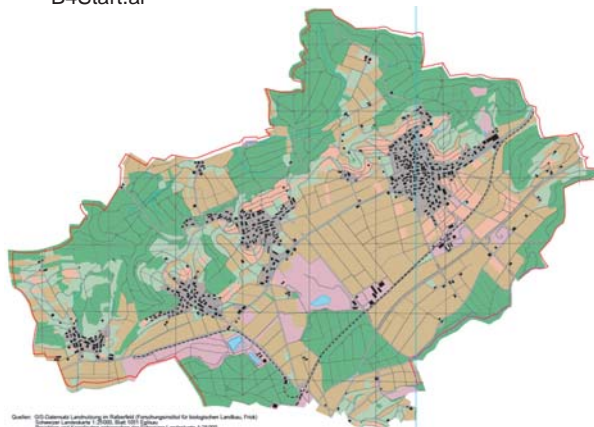 D4Start.ai
Quellen: GIS-Datensatz Landnutzung im Rafzerfeld (Forschungsinstitut für biologischen Landbau, Frick)
Schweizer Landeskarte 1:25000, Blatt 1051 Eglisau